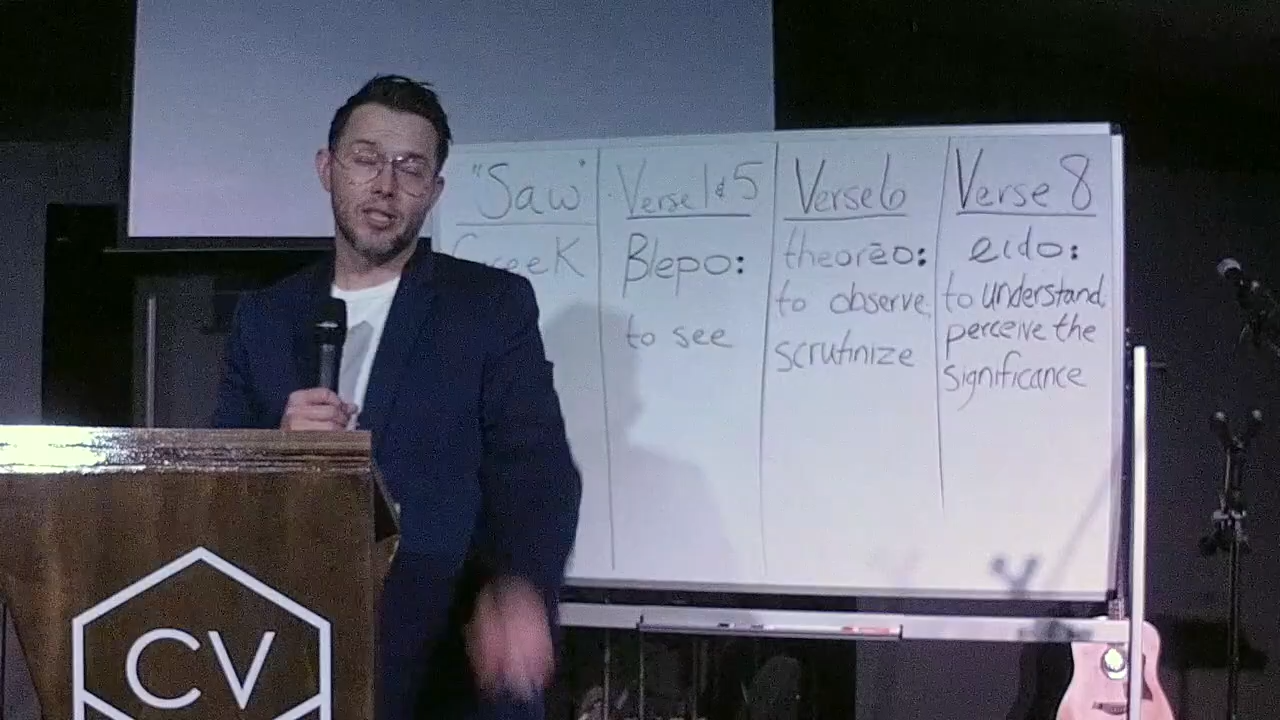 "Saw"
Greek
Verse 1 & 5
Blepo:
to see
Verse 6
theorēo:
to observe,
scrutinize
Verse 8
eido:
to understand,
perceive the
significance
CV